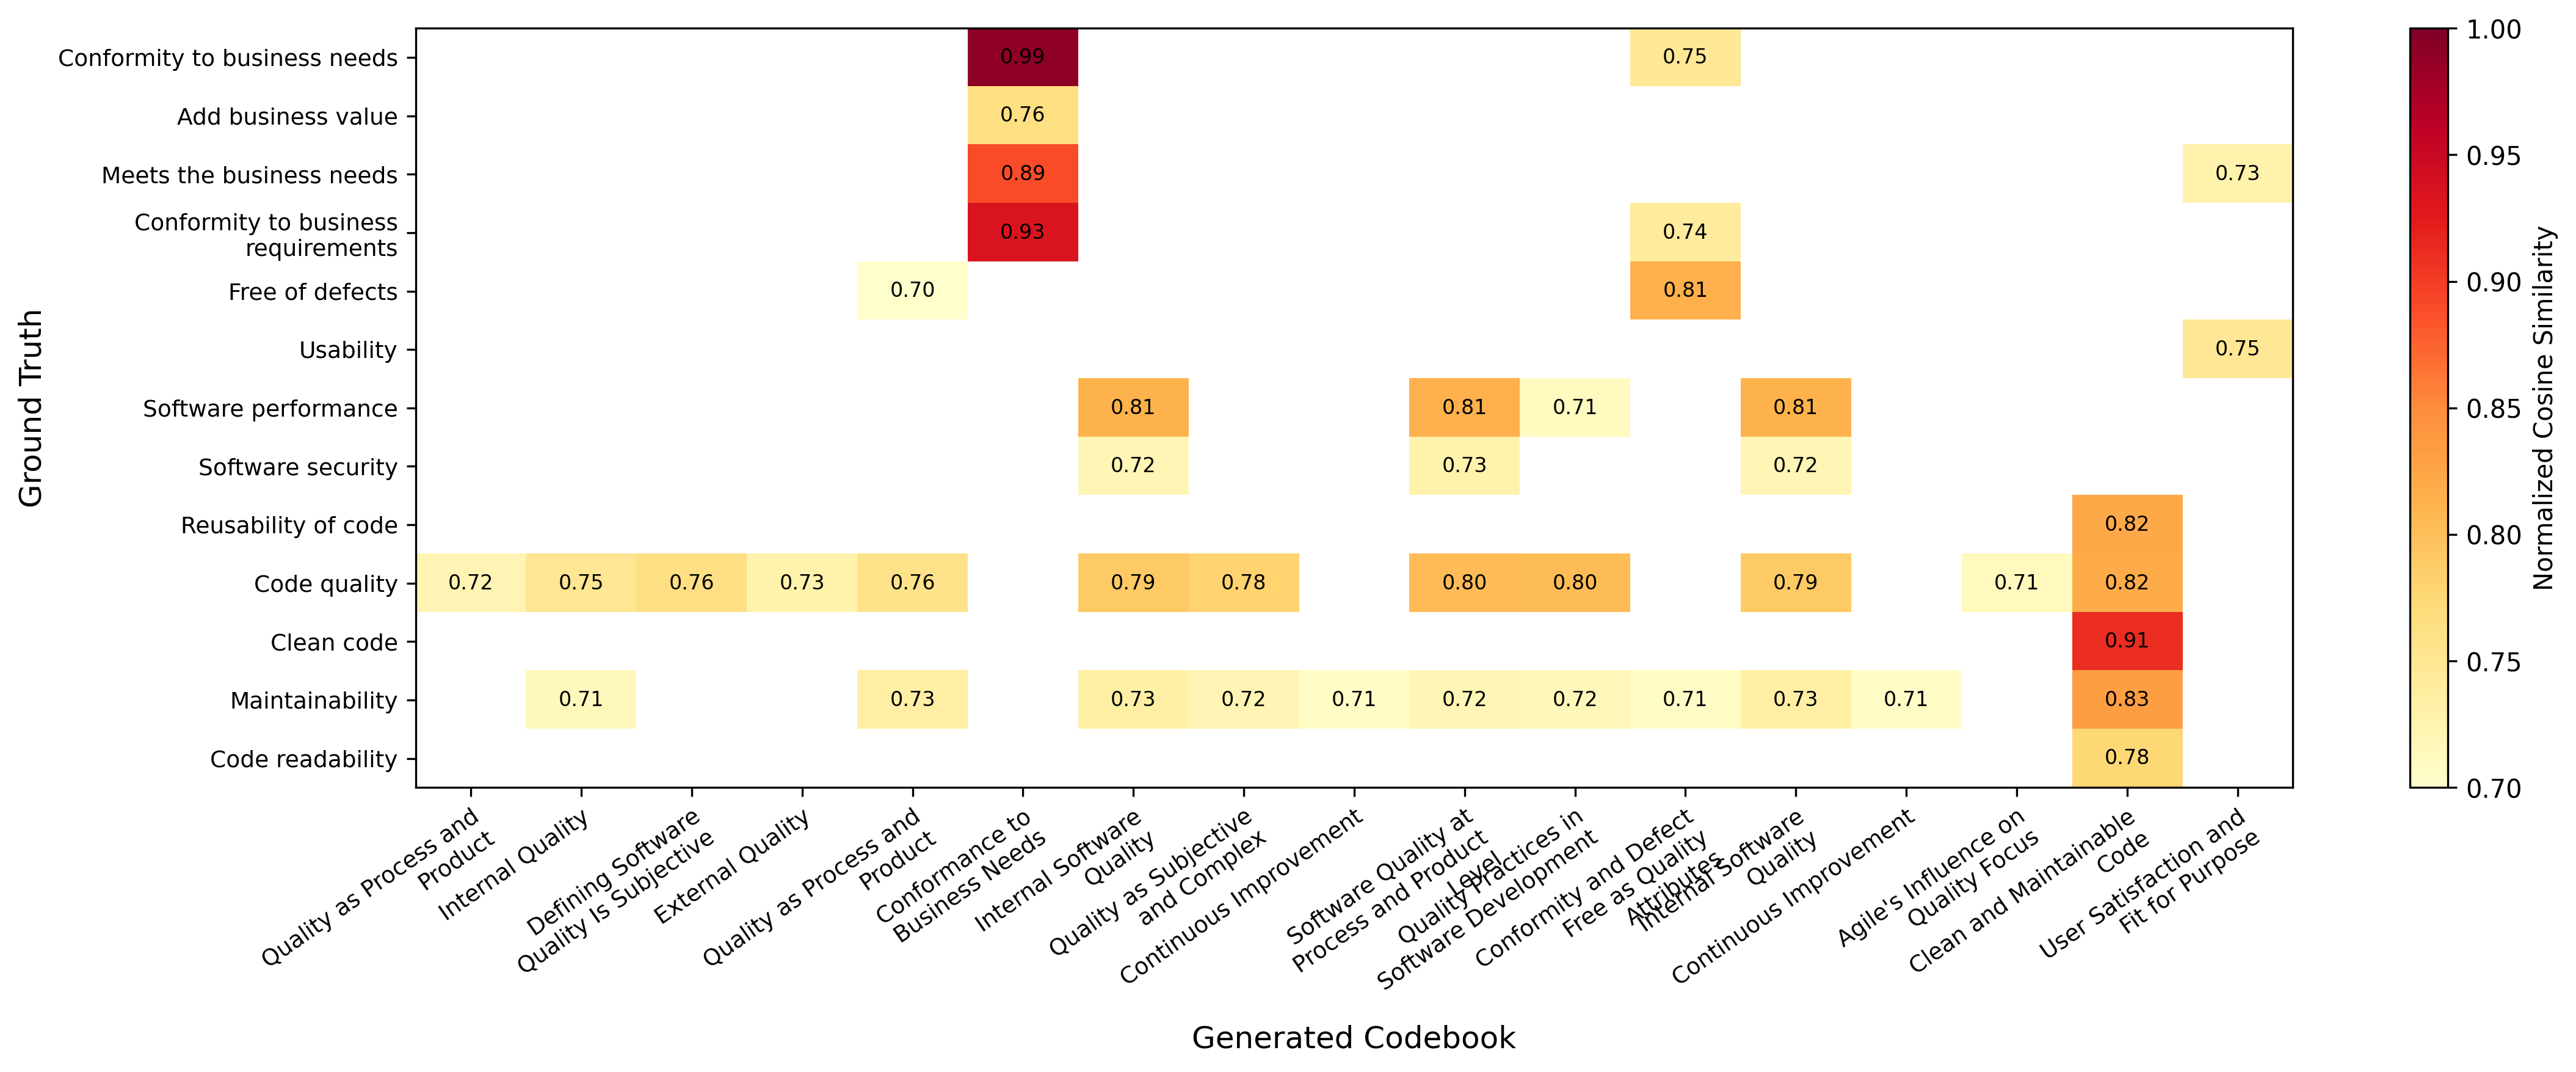 Conformity to business needs 0.99 0.75 1.00
Add business value 0.76
0.95
Meets the business needs 0.89 0.73
Conformity to business
requirements 0.93 0.74
0.90
Free of defects 0.70 0.81
Usability 0.75
Software performance 0.81 0.81 0.71 0.81 0.85
Software security 0.72 0.73 0.72
Reusability of code 0.82 0.80
Code quality 0.72 0.75 0.76 0.73 0.76 0.79 0.78 0.80 0.80 0.79 0.71 0.82
Clean code 0.91
0.75
Maintainability 0.71 0.73 0.73 0.72 0.71 0.72 0.72 0.71 0.73 0.71 0.83
Code readability 0.78
0.70
Ground Truth
Normalized Cosine Similarity
Quality as Process and
Product
Internal Quality
Defining Software
Quality Is Subjective
External Quality
Quality as Process and
Product
Conformance to
Business Needs
Internal Software
Quality
Quality as Subjective
and Complex
Continuous Improvement
Software Quality at
Process and Product
Level
Quality Practices in
Software Development
Conformity and Defect
Free as Quality
Attributes
Internal Software
Quality
Continuous Improvement
Agile's Influence on
Quality Focus
Clean and Maintainable
Code
User Satisfaction and
Fit for Purpose
Generated Codebook